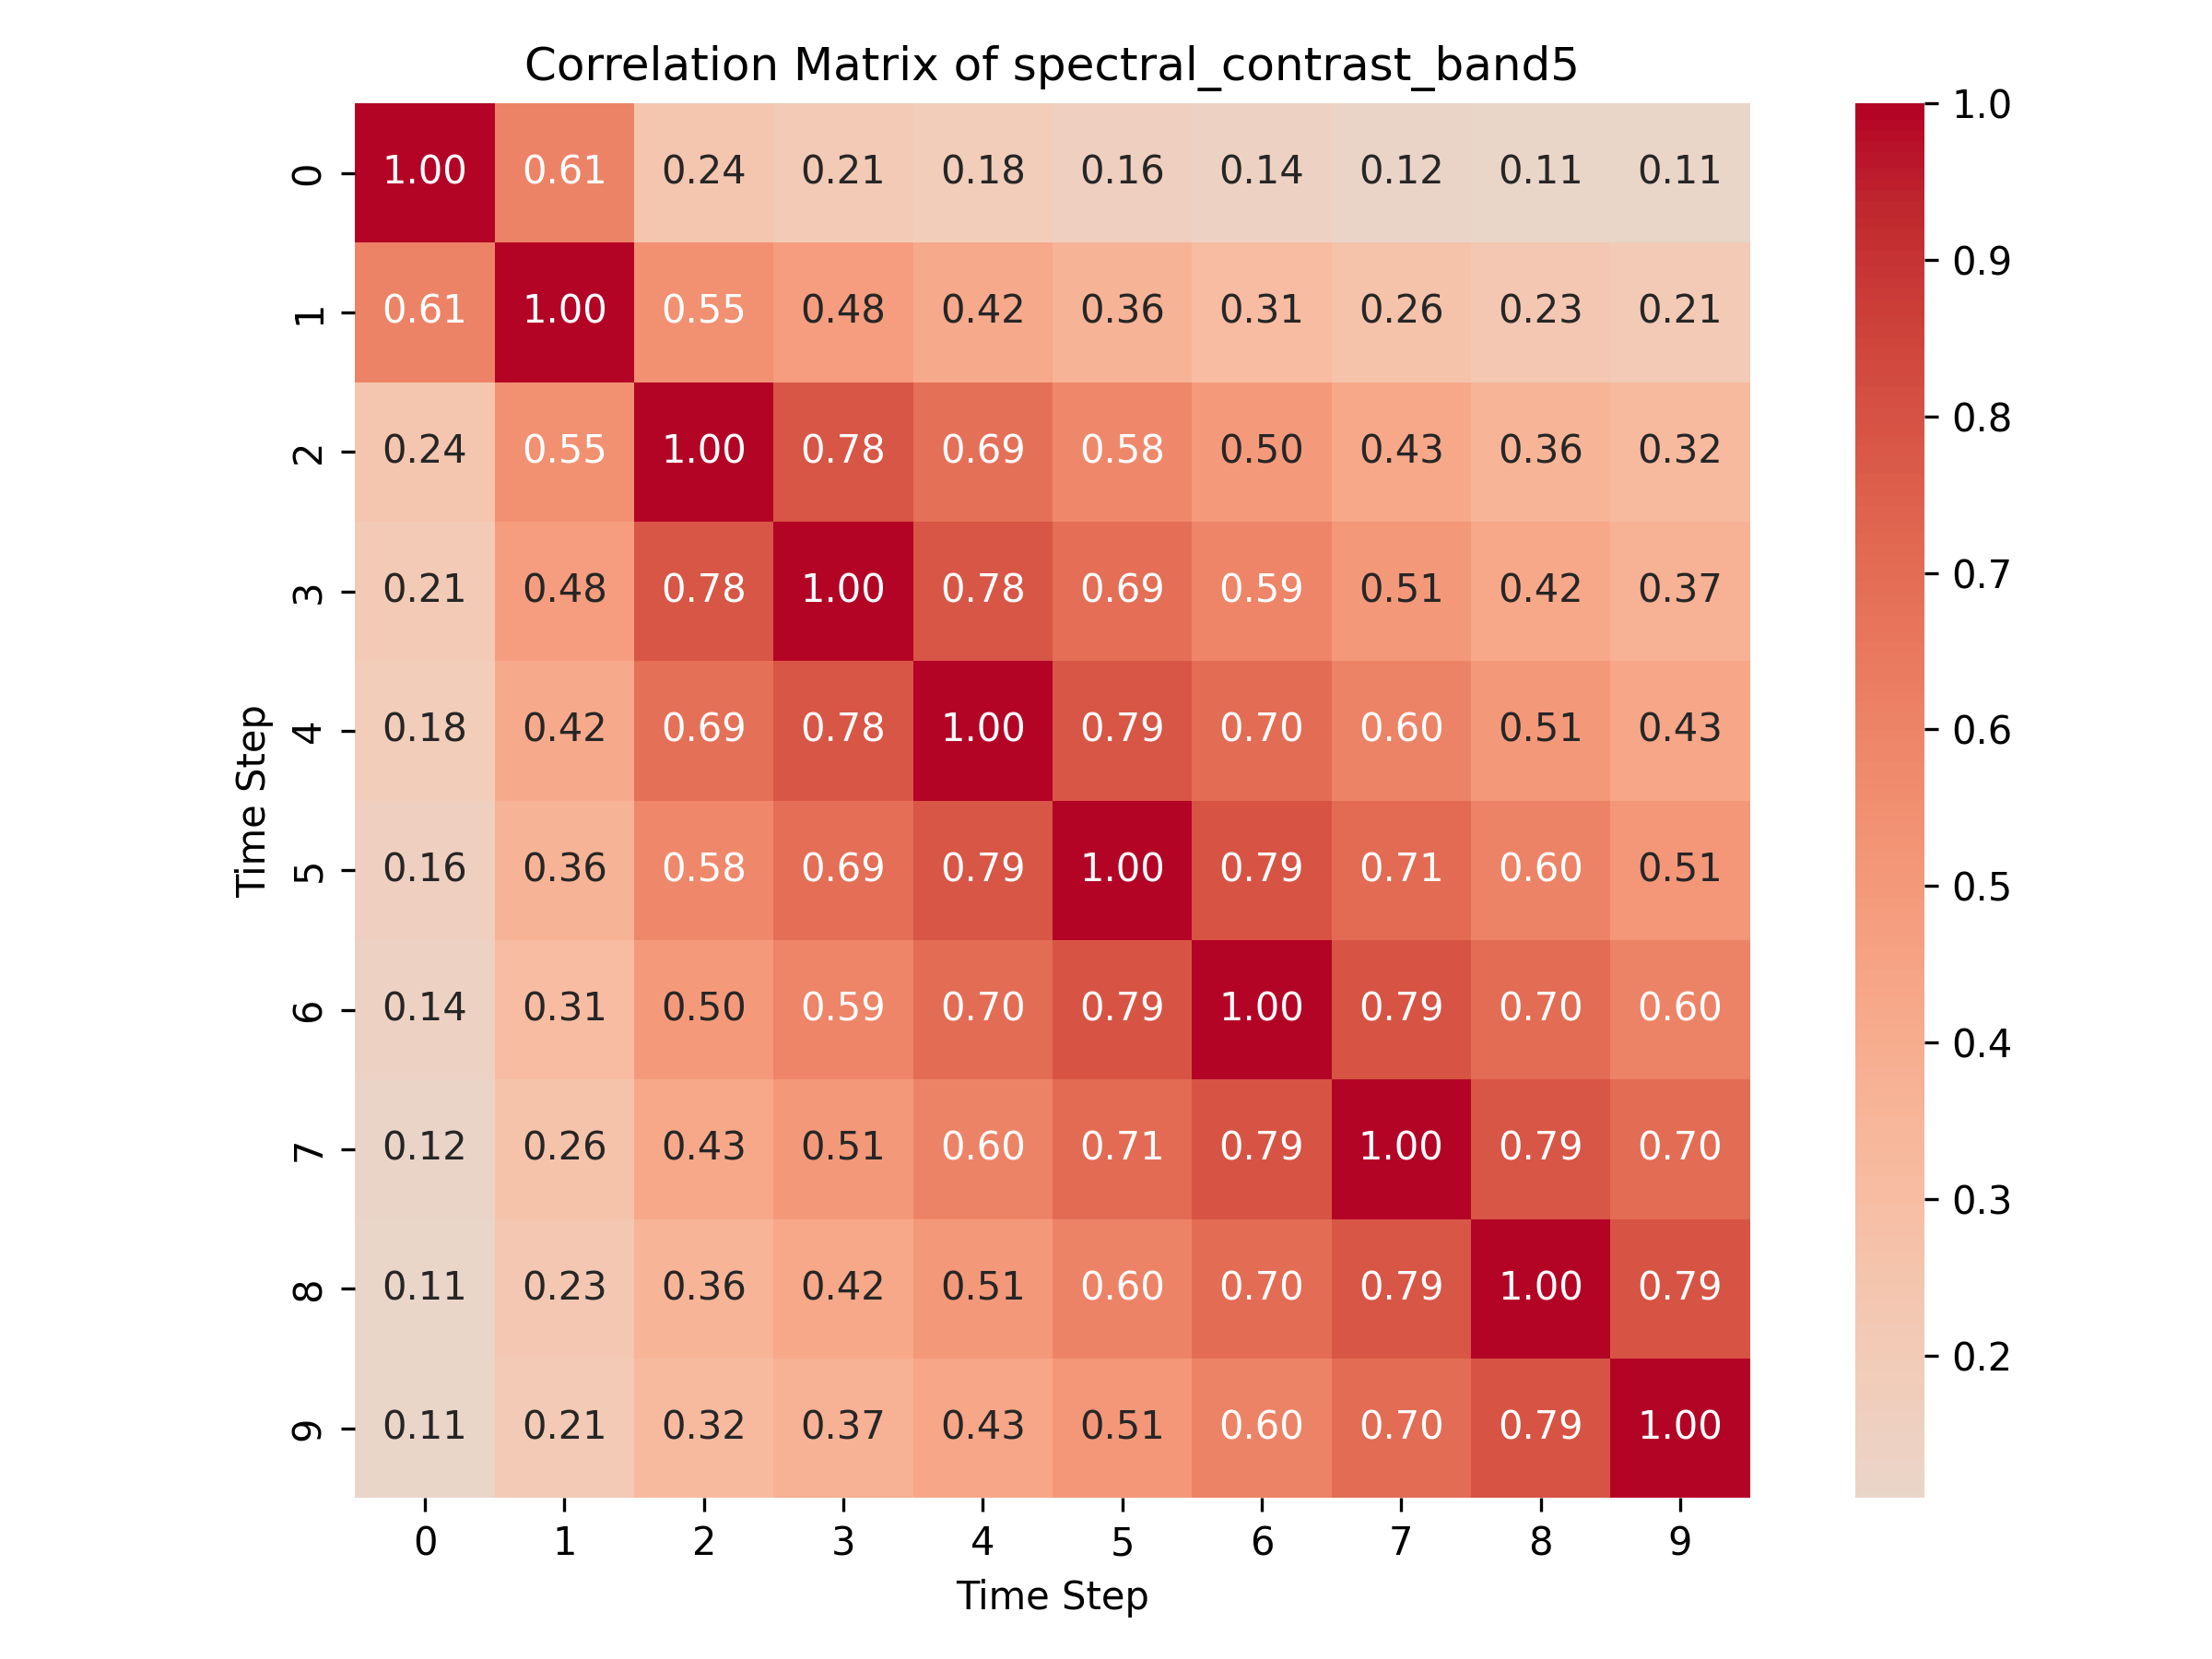 Correlation Matrix of spectral_contrast_band5
0 1.00 0.61 0.24 0.21 0.18 0.16 0.14 0.12 0.11 0.11
1 0.61 1.00 0.55 0.48 0.42 0.36 0.31 0.26 0.23 0.21
2 0.24 0.55 1.00 0.78 0.69 0.58 0.50 0.43 0.36 0.32
3 0.21 0.48 0.78 1.00 0.78 0.69 0.59 0.51 0.42 0.37
4 0.18 0.42 0.69 0.78 1.00 0.79 0.70 0.60 0.51 0.43
5 0.16 0.36 0.58 0.69 0.79 1.00 0.79 0.71 0.60 0.51
6 0.14 0.31 0.50 0.59 0.70 0.79 1.00 0.79 0.70 0.60
7 0.12 0.26 0.43 0.51 0.60 0.71 0.79 1.00 0.79 0.70
8 0.11 0.23 0.36 0.42 0.51 0.60 0.70 0.79 1.00 0.79
9 0.11 0.21 0.32 0.37 0.43 0.51 0.60 0.70 0.79 1.00
0 1 2 3 4 5 6 7 8 9
Time Step
Time Step
1.0
0.9
0.8
0.7
0.6
0.5
0.4
0.3
0.2